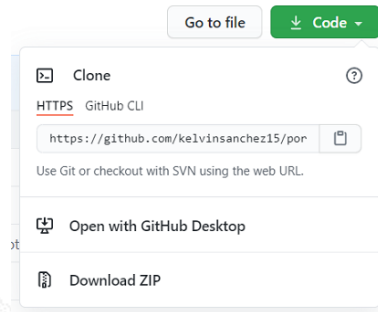 Go to file
Code
Clone
HTTPS GitHub CLI
https://github.com/kelvinsanchez15/por
Use Git or checkout with SVN using the web URL.
Open with GitHub Desktop
Download ZIP